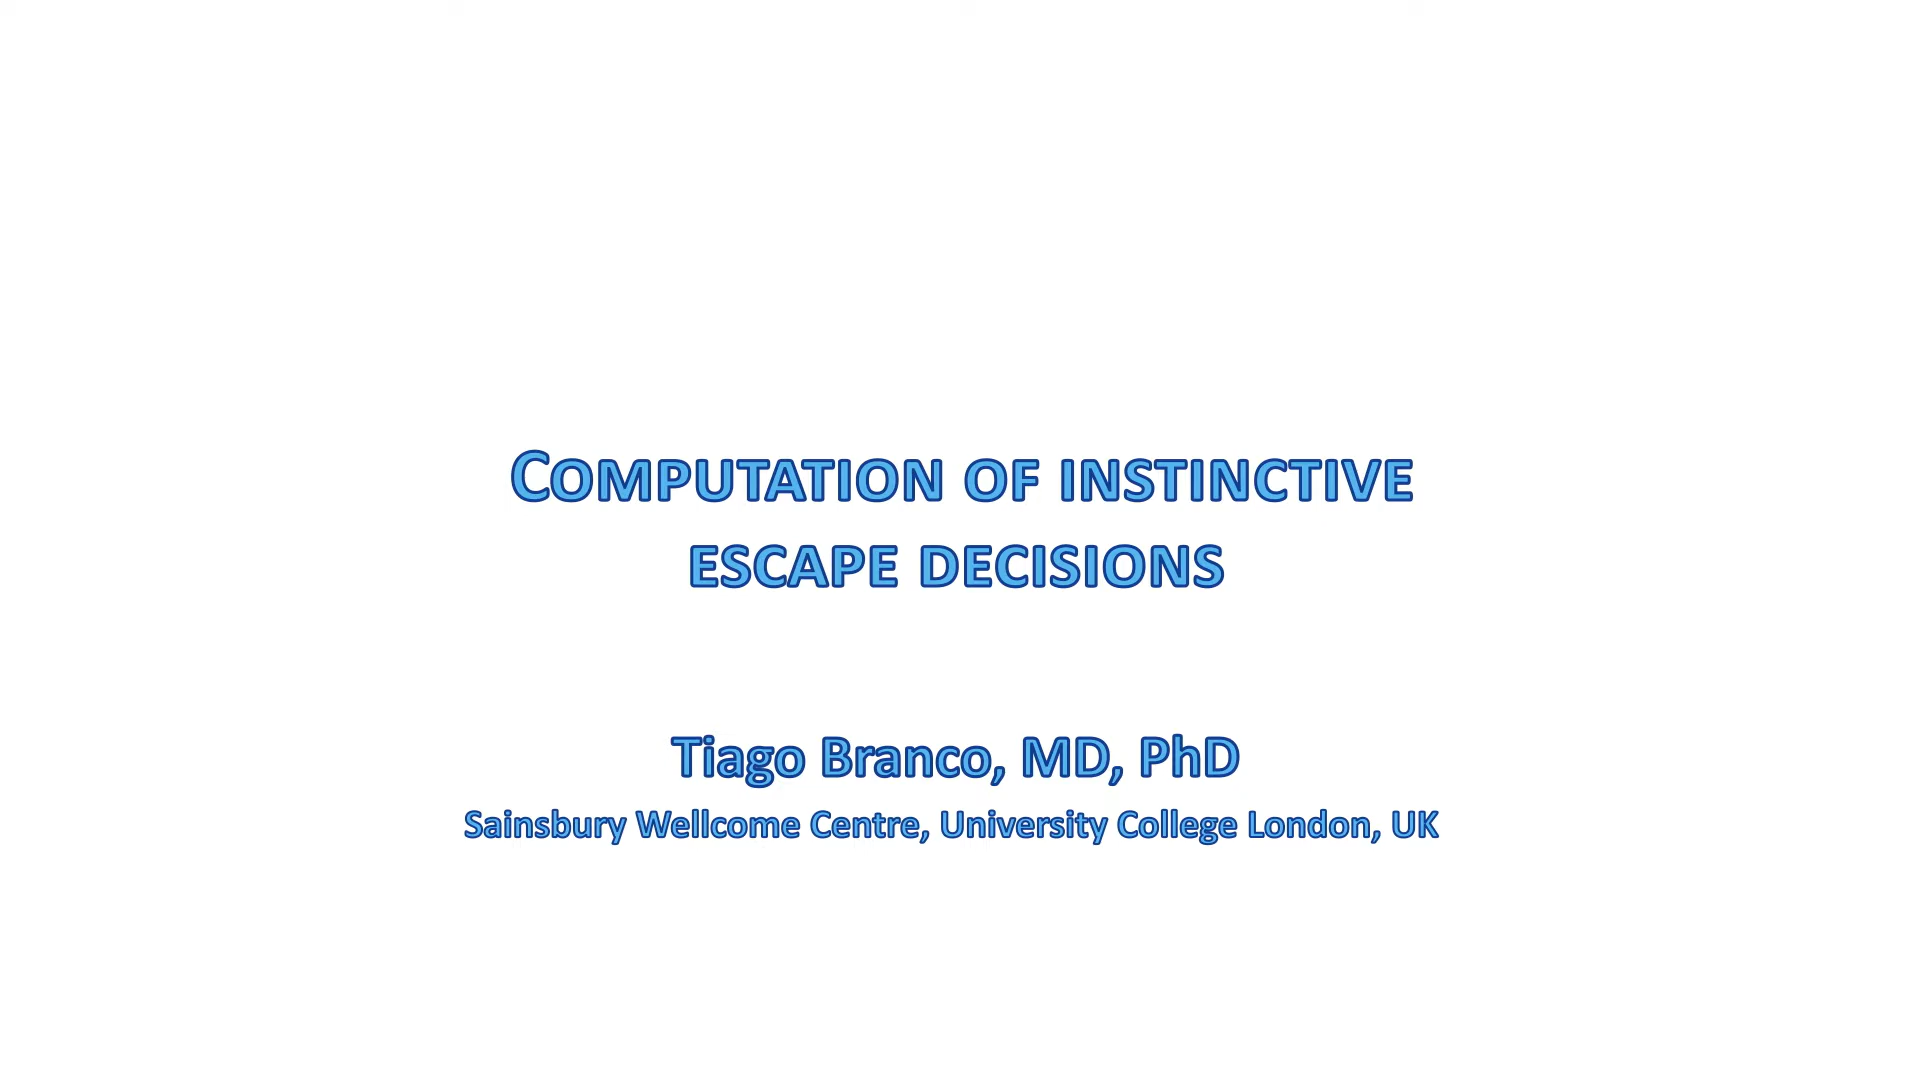 Computation of instinctive
escape decisions
Tiago Branco, MD, PhD
Sainsbury Wellcome Centre, University College London, UK